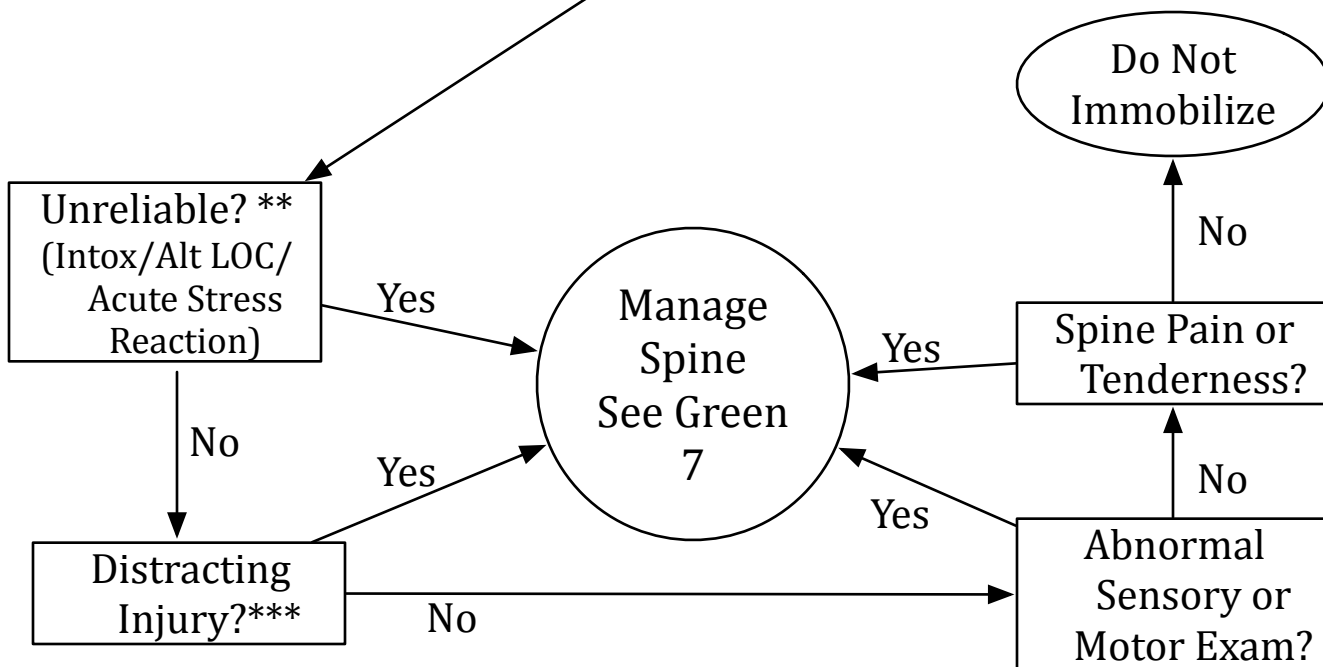 Do Not
Immobilize
Unreliable? **
(Intox/Alt LOC/
Acute Stress
Reaction)
Yes
No
Manage
Spine
See Green
7
No
Spine Pain or
Tenderness?
Yes
No
Yes
Distracting
Injury?***
Yes
No
Abnormal
Sensory or
Motor Exam?